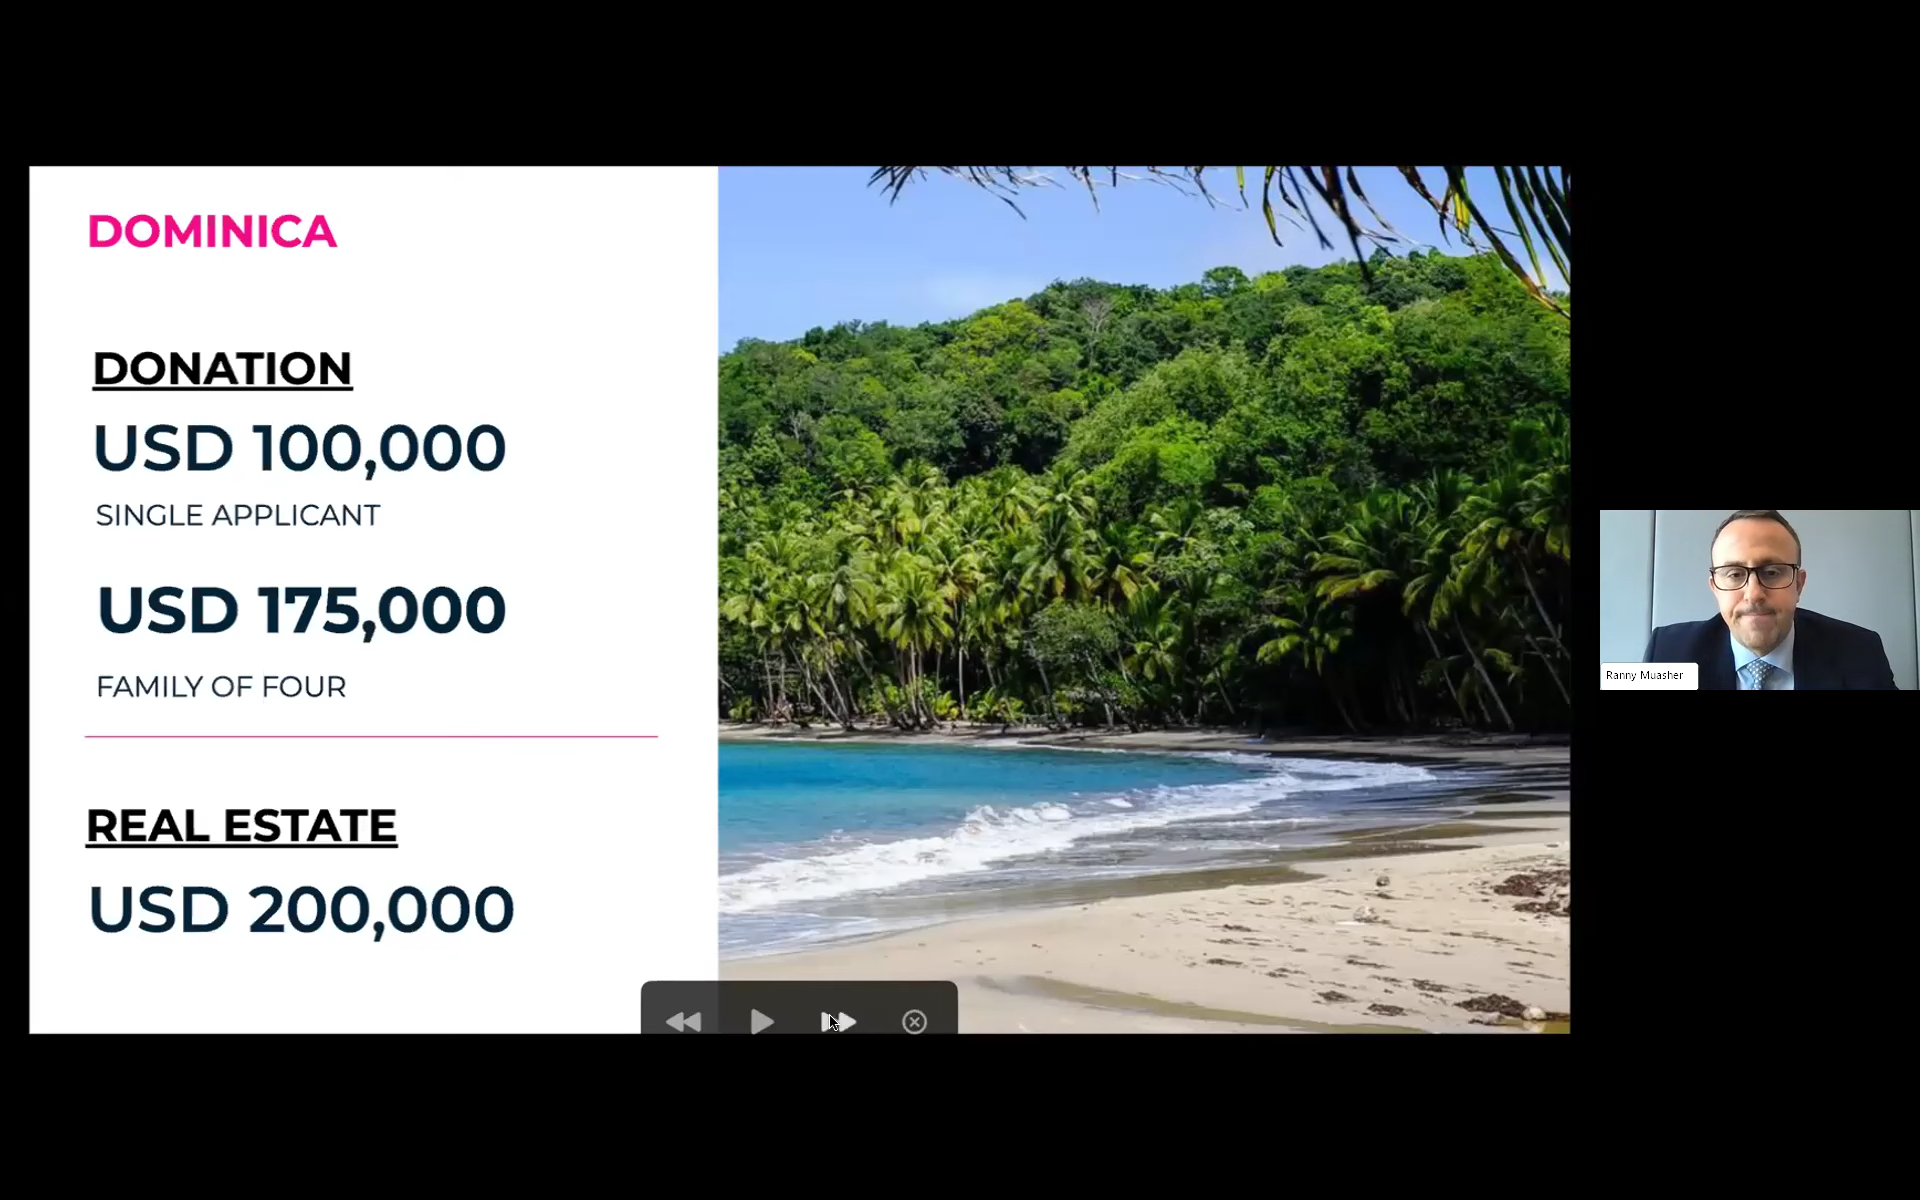 DOMINICA
DONATION
USD 100,000
SINGLE APPLICANT
USD 175,000
FAMILY OF FOUR
REAL ESTATE
USD 200,000
Ranny Muasher